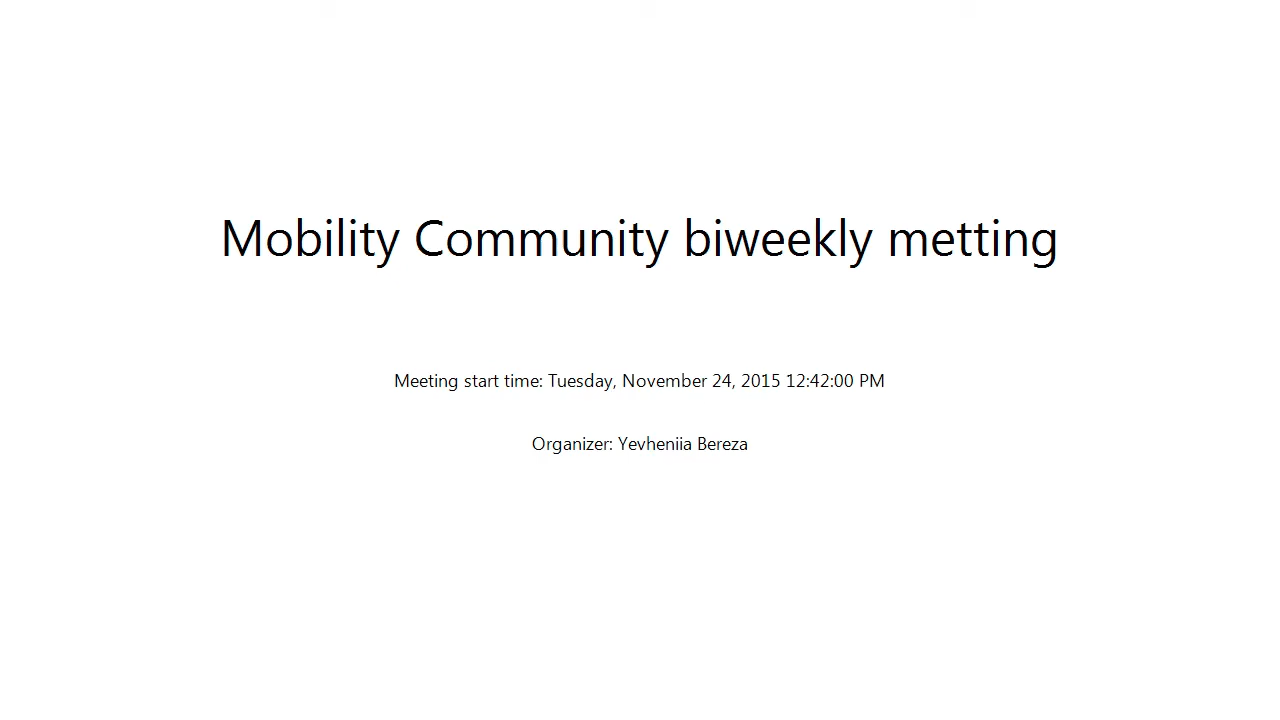 Mobility Community biweekly metting
Meeting start time: Tuesday, November 24, 2015 12:42:00 PM
Organizer: Yevheniia Bereza